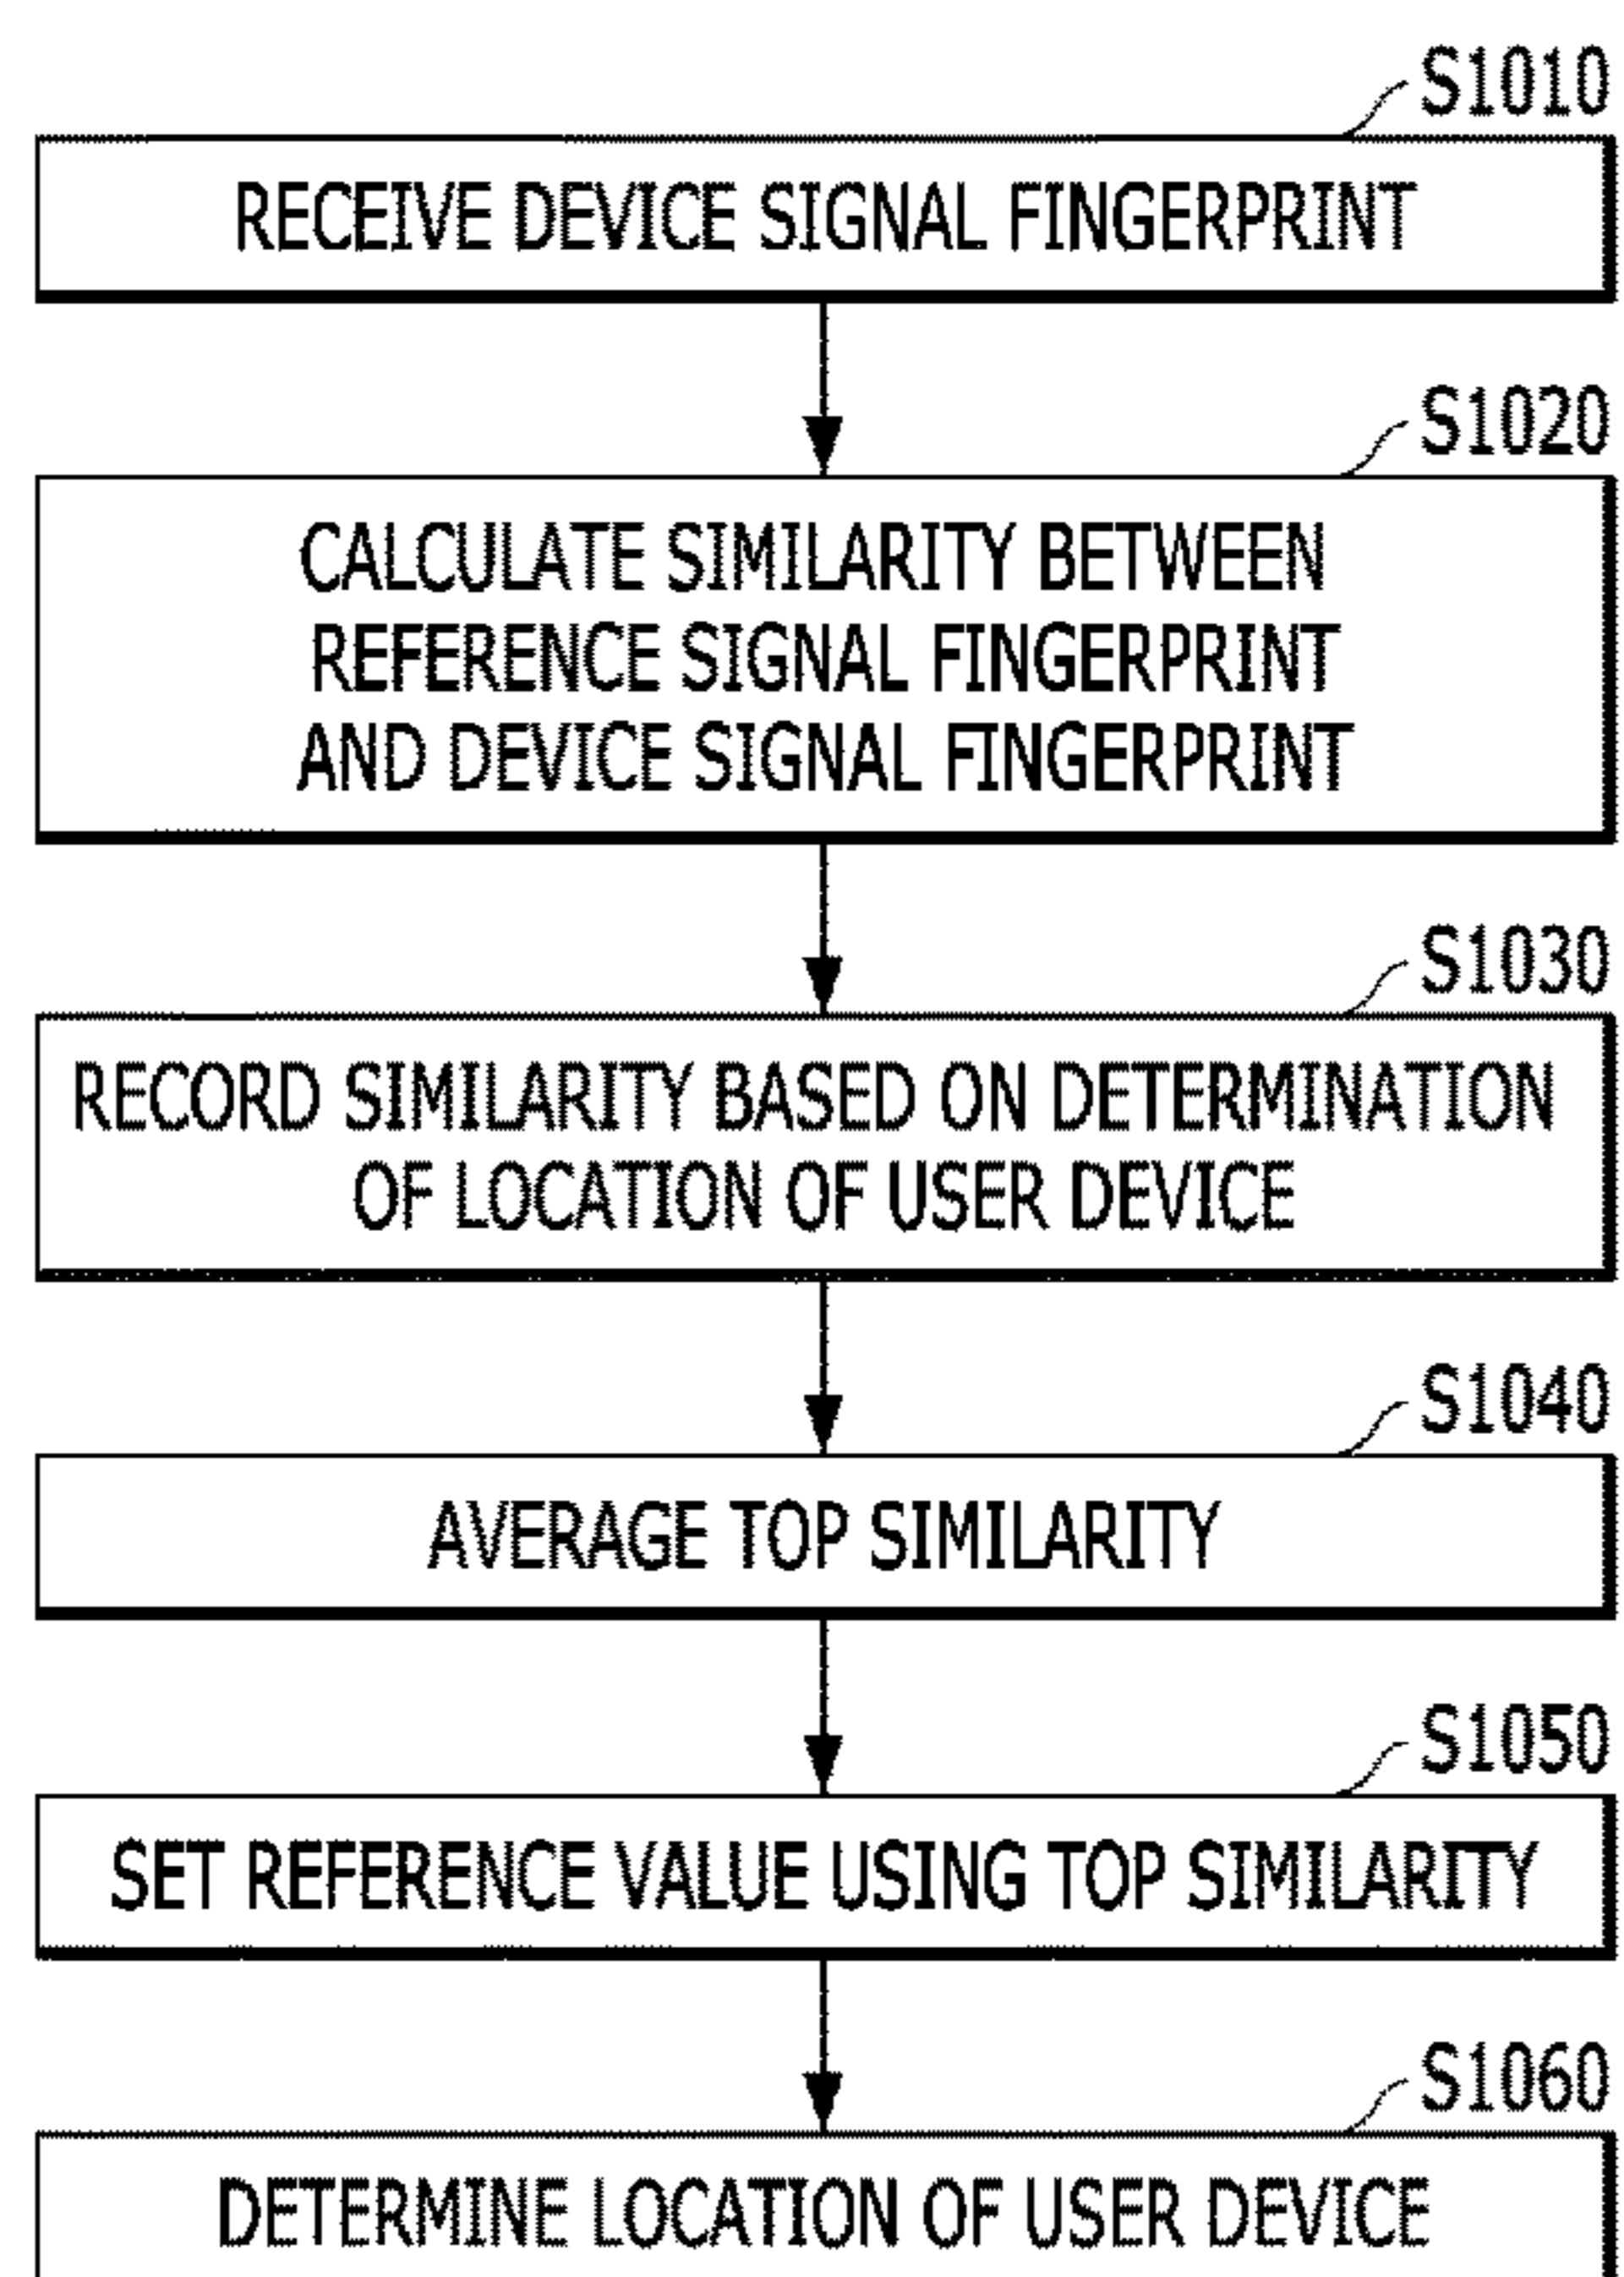 S1010
RECEIVE DEVICE SIGNAL FINGERPRINT
S1020
CALCULATE SIMILARITY BETWEEN
REFERENCE SIGNAL FINGERPRINT
AND DEVICE SIGNAL FINGERPRINT
S1030
RECORD SIMILARITY BASED ON DETERMINATION
OF LOCATION OF USER DEVICE
S1040
AVERAGE TOP SIMILARITY
S1050
SET REFERENCE VALUE USING TOP SIMILARITY
S1060
DETERMINE LOCATION OF USER DEVICE